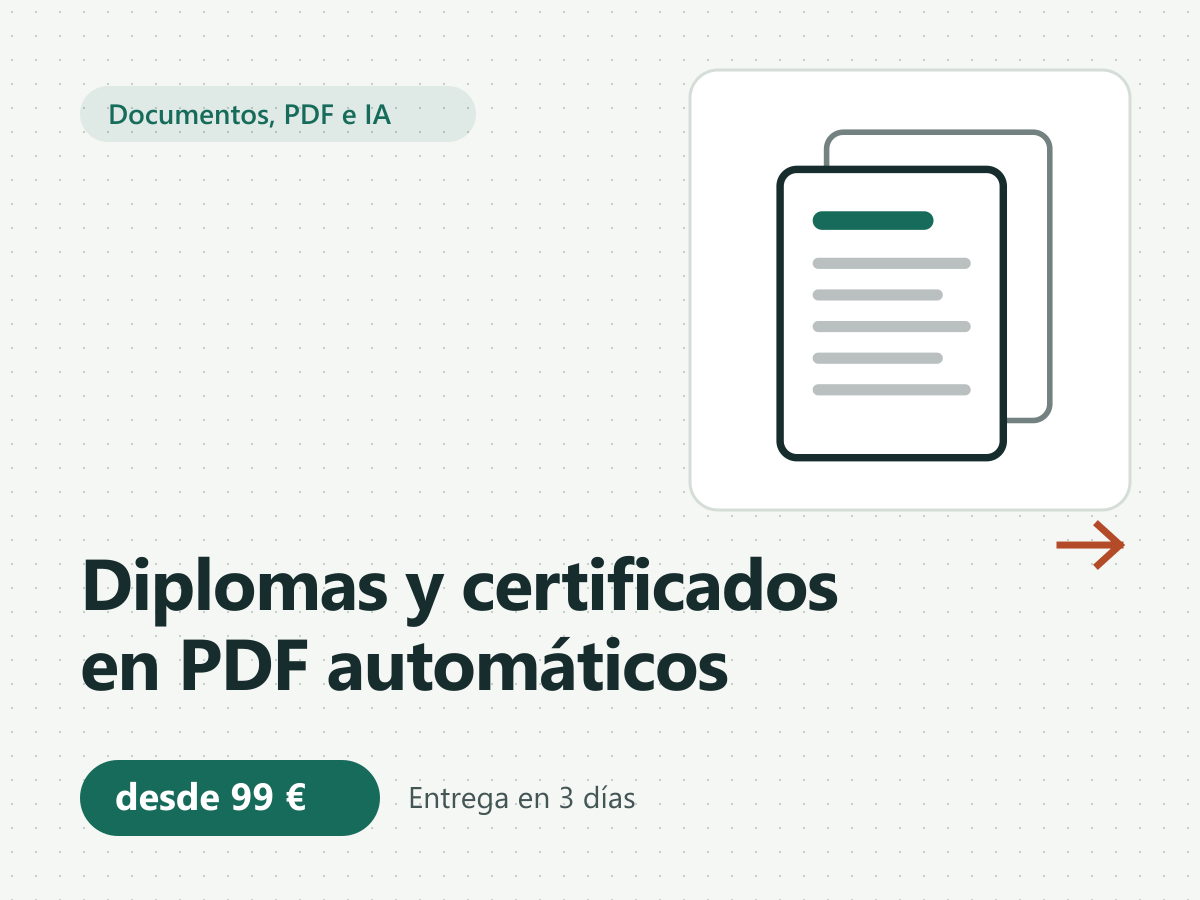 Documentos, PDF e IA
Diplomas y certificados
en PDF automáticos
desde 99 €
Entrega en 3 días